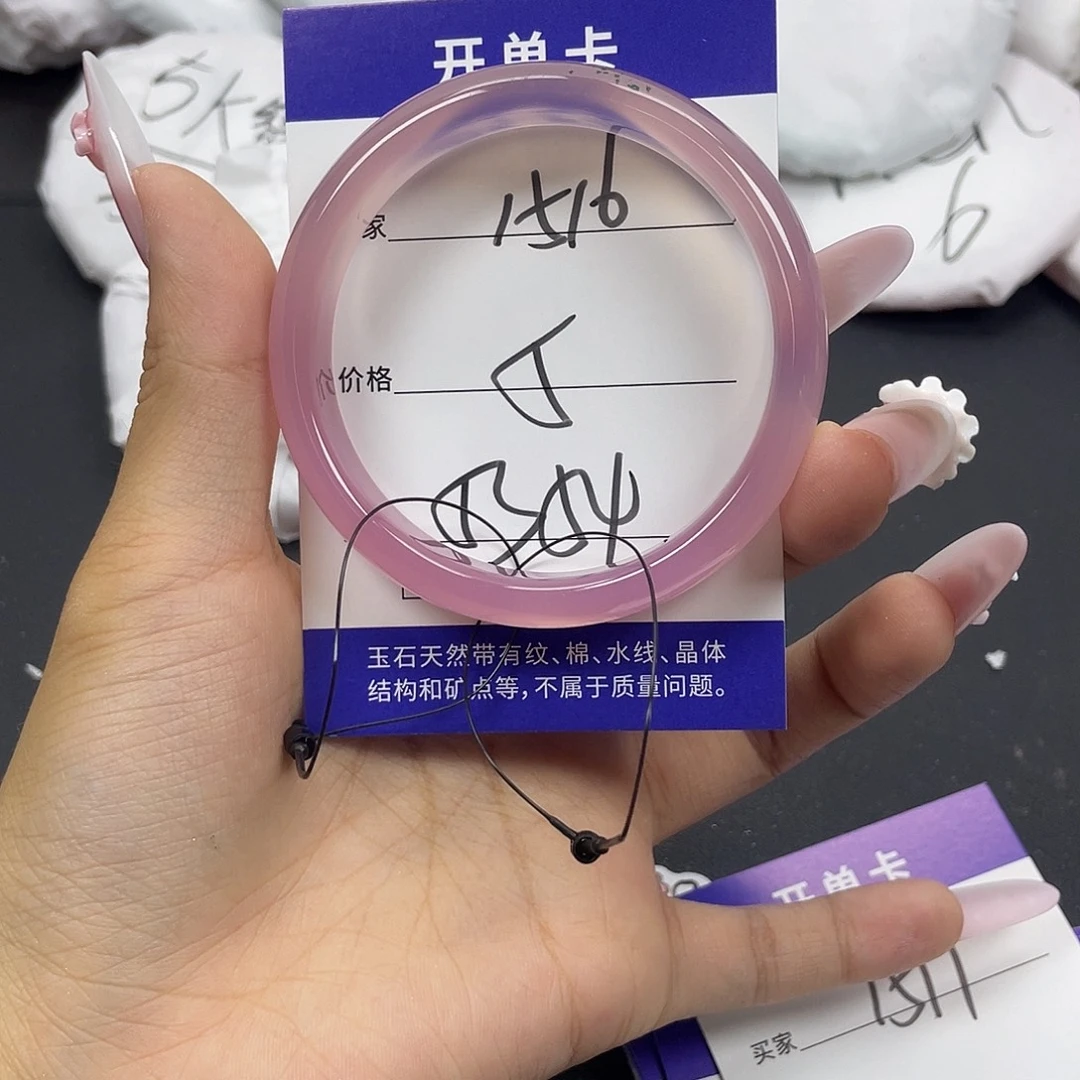 开单卡
5K
6
家 1516
价格
玉石天然带有纹、棉、水线、晶体
结构和矿点等,不属于质量问题。
开单卡
买家 1511